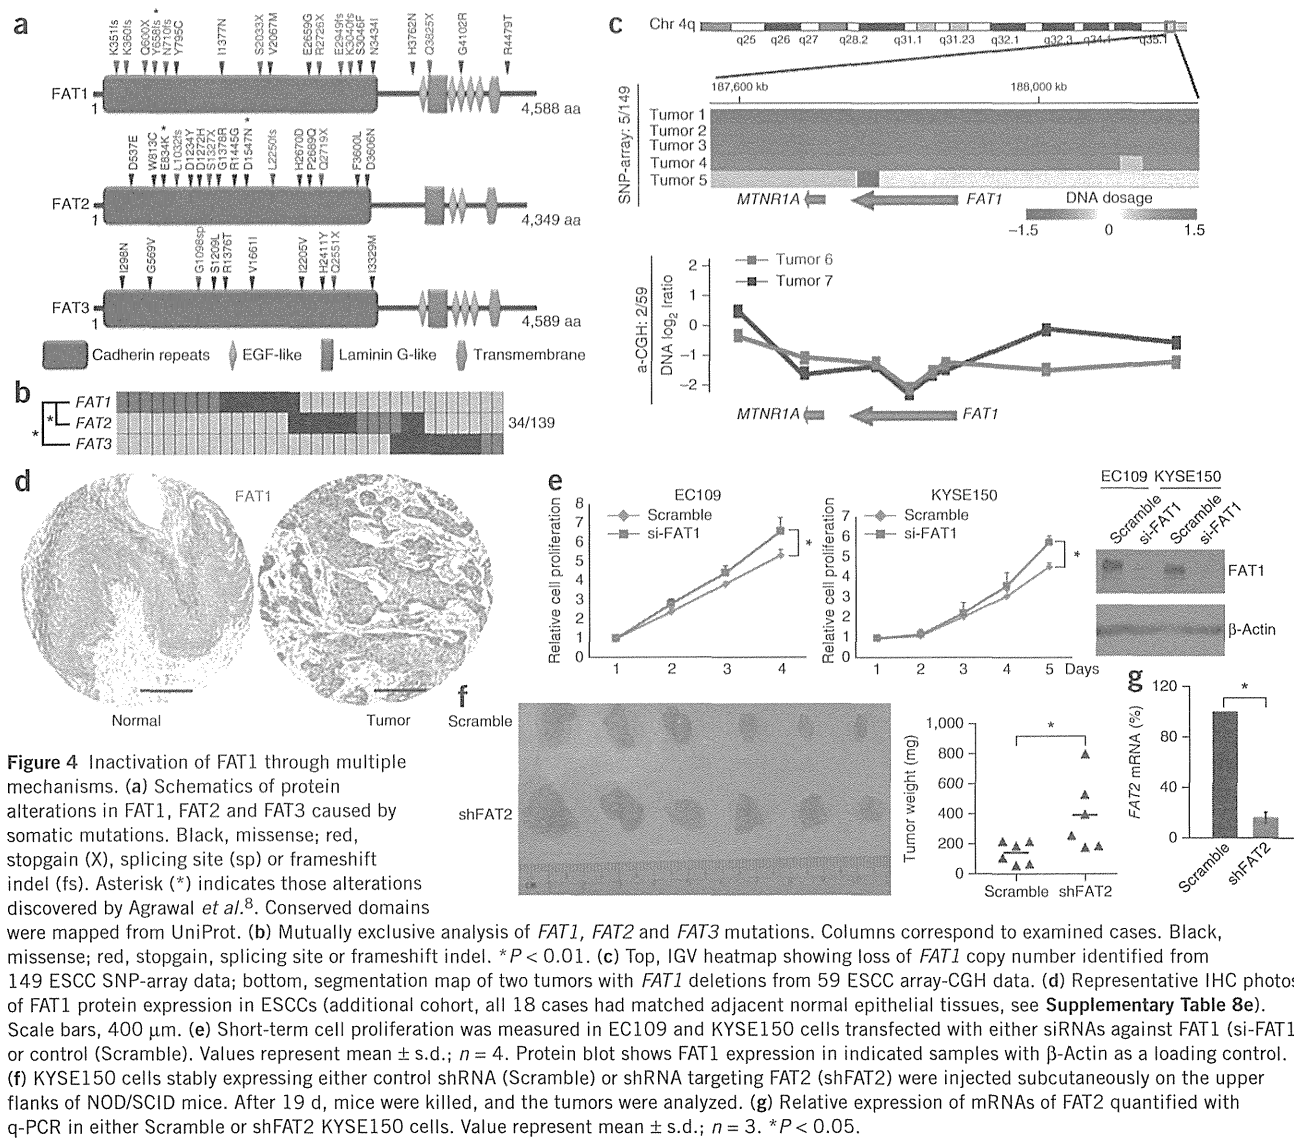 a
K351fs
K360fs
Q600X
Y658fs *
N710fs
Y795C
I1377N
S2033X
V2067M
E2659G
R2726X
E2949fs
K3040fs
S3046F
N3434I
H3762N
Q3825X
G4102R
R4479T
FAT1
1
4,588 aa
D537E
W813C
E834K *
L1032fs
D1234Y
D1272H
S1327X
G1378R
R1445G
D1547N *
L2250fs
H2670D
P2689Q
Q2719X
F3600L
D3606N
FAT2
1
4,349 aa
I298N
G569V
G1098sp
S1209L
R1376T
V1661I
I2205V
H2411Y
Q2551X
I3329M
FAT3
1
4,589 aa
Cadherin repeats
EGF-like
Laminin G-like
Transmembrane
b
FAT1
* FAT2
* FAT3
34/139
c
Chr 4q
q25 q26 q27 q28.2 q31.1 q31.23 q32.1 q32.3 q34.1 q35.1
187,600 kb 188,000 kb
SNP-array: 5/149
Tumor 1
Tumor 2
Tumor 3
Tumor 4
Tumor 5
MTNR1A FAT1
DNA dosage
−1.5 0 1.5
a-CGH: 2/59
DNA log2 lratio
2
1
0
−1
−2
Tumor 6
Tumor 7
MTNR1A FAT1
d
FAT1
Normal Tumor
e
EC109
Relative cell proliferation
8
7
6
5
4
3
2
1
0
Scramble
si-FAT1
*
1 2 3 4
KYSE150
Relative cell proliferation
7
6
5
4
3
2
1
0
Scramble
si-FAT1
*
1 2 3 4 5 Days
EC109 KYSE150
Scramble
si-FAT1
Scramble
si-FAT1
FAT1
β-Actin
f
Scramble
shFAT2
Tumor weight (mg)
1,000
800
600
400
200
0
*
Scramble shFAT2
g
FAT2 mRNA (%)
120
80
40
0
*
Scramble
shFAT2
Figure 4 Inactivation of FAT1 through multiple
mechanisms. (a) Schematics of protein
alterations in FAT1, FAT2 and FAT3 caused by
somatic mutations. Black, missense; red,
stopgain (X), splicing site (sp) or frameshift
indel (fs). Asterisk (*) indicates those alterations
discovered by Agrawal et al.8. Conserved domains
were mapped from UniProt. (b) Mutually exclusive analysis of FAT1, FAT2 and FAT3 mutations. Columns correspond to examined cases. Black,
missense; red, stopgain, splicing site or frameshift indel. *P < 0.01. (c) Top, IGV heatmap showing loss of FAT1 copy number identified from
149 ESCC SNP-array data; bottom, segmentation map of two tumors with FAT1 deletions from 59 ESCC array-CGH data. (d) Representative IHC photos
of FAT1 protein expression in ESCCs (additional cohort, all 18 cases had matched adjacent normal epithelial tissues, see Supplementary Table 8e).
Scale bars, 400 μm. (e) Short-term cell proliferation was measured in EC109 and KYSE150 cells transfected with either siRNAs against FAT1 (si-FAT1
or control (Scramble). Values represent mean ± s.d.; n = 4. Protein blot shows FAT1 expression in indicated samples with β-Actin as a loading control.
(f) KYSE150 cells stably expressing either control shRNA (Scramble) or shRNA targeting FAT2 (shFAT2) were injected subcutaneously on the upper
flanks of NOD/SCID mice. After 19 d, mice were killed, and the tumors were analyzed. (g) Relative expression of mRNAs of FAT2 quantified with
q-PCR in either Scramble or shFAT2 KYSE150 cells. Value represent mean ± s.d.; n = 3. *P < 0.05.